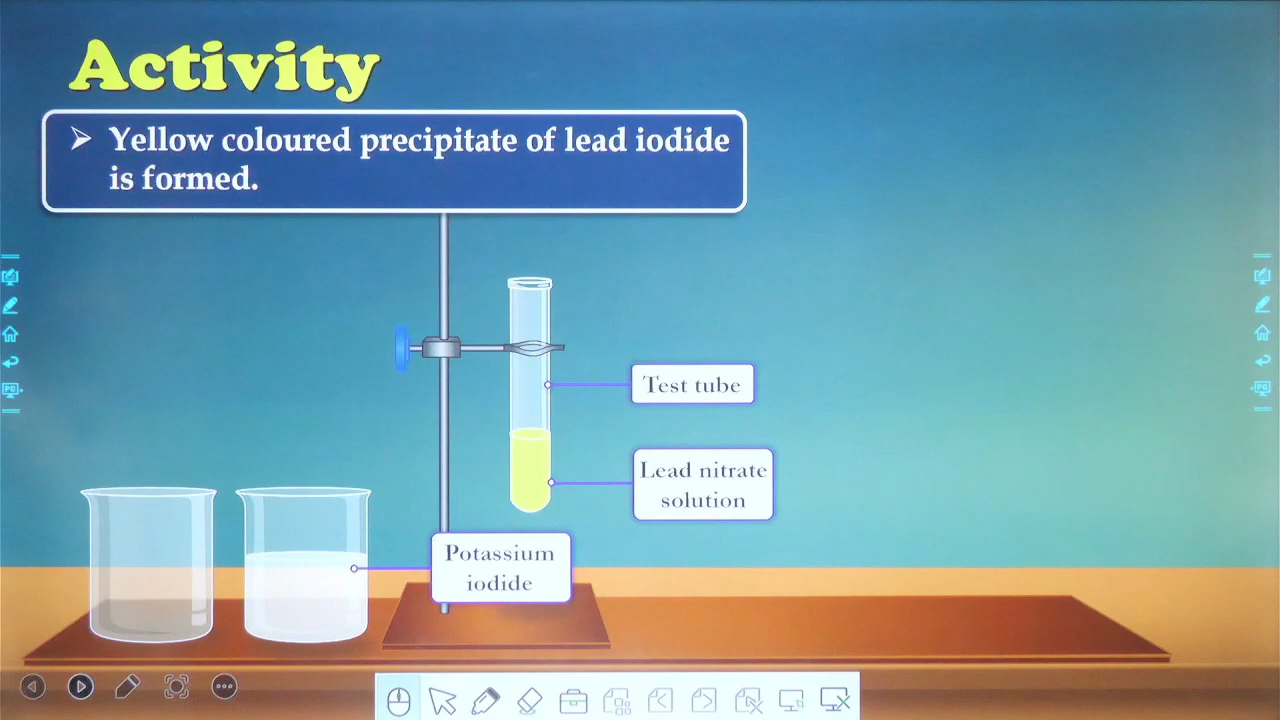 Activity
➢ Yellow coloured precipitate of lead iodide
is formed.
Test tube
Lead nitrate
solution
Potassium
iodide